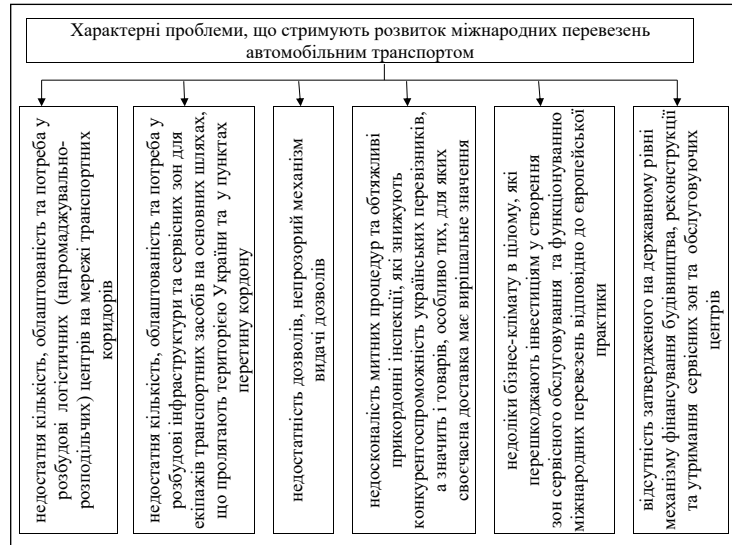 Характерні проблеми, що стримують розвиток міжнародних перевезень
автомобільним транспортом
недостатня кількість, облаштованість та потреба у
розбудові логістичних (нагромаджувально-
розподільчих) центрів на мережі транспортних
коридорів
недостатня кількість, облаштованість та потреба у
розбудові інфраструктури та сервісних зон для
екіпажів транспортних засобів на основних шляхах,
що пролягають територією України та у пунктах
перетину кордону
недостатність дозволів, непрозорий механізм
видачі дозволів
недосконалість митних процедур та обтяжливі
прикордонні інспекції, які знижують
конкурентоспроможність українських перевізників,
а значить і товарів, особливо тих, для яких
своєчасна доставка має вирішальне значення
недоліки бізнес-клімату в цілому, які
перешкоджають інвестиціям у створення
зон сервісного обслуговування та функціонуванню
міжнародних перевезень відповідно до європейської
практики
відсутність затвердженого на державному рівні
механізму фінансування будівництва, реконструкції
та утримання сервісних зон та обслуговуючих
центрів